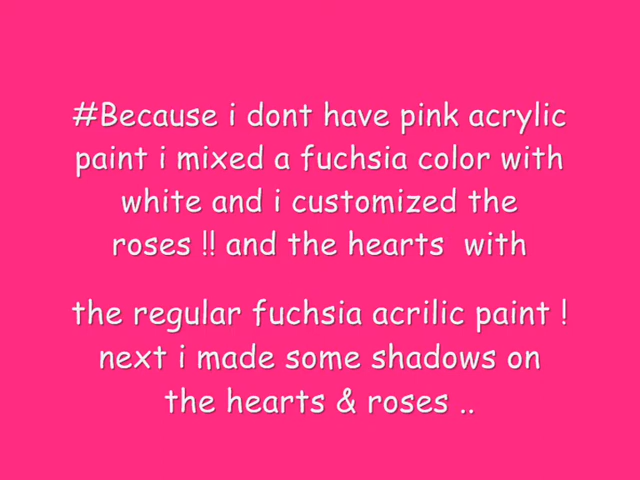 #Because i dont have pink acrylic
paint i mixed a fuchsia color with
white and i customized the
roses !! and the hearts  with
the regular fuchsia acrilic paint !
next i made some shadows on
the hearts & roses ..